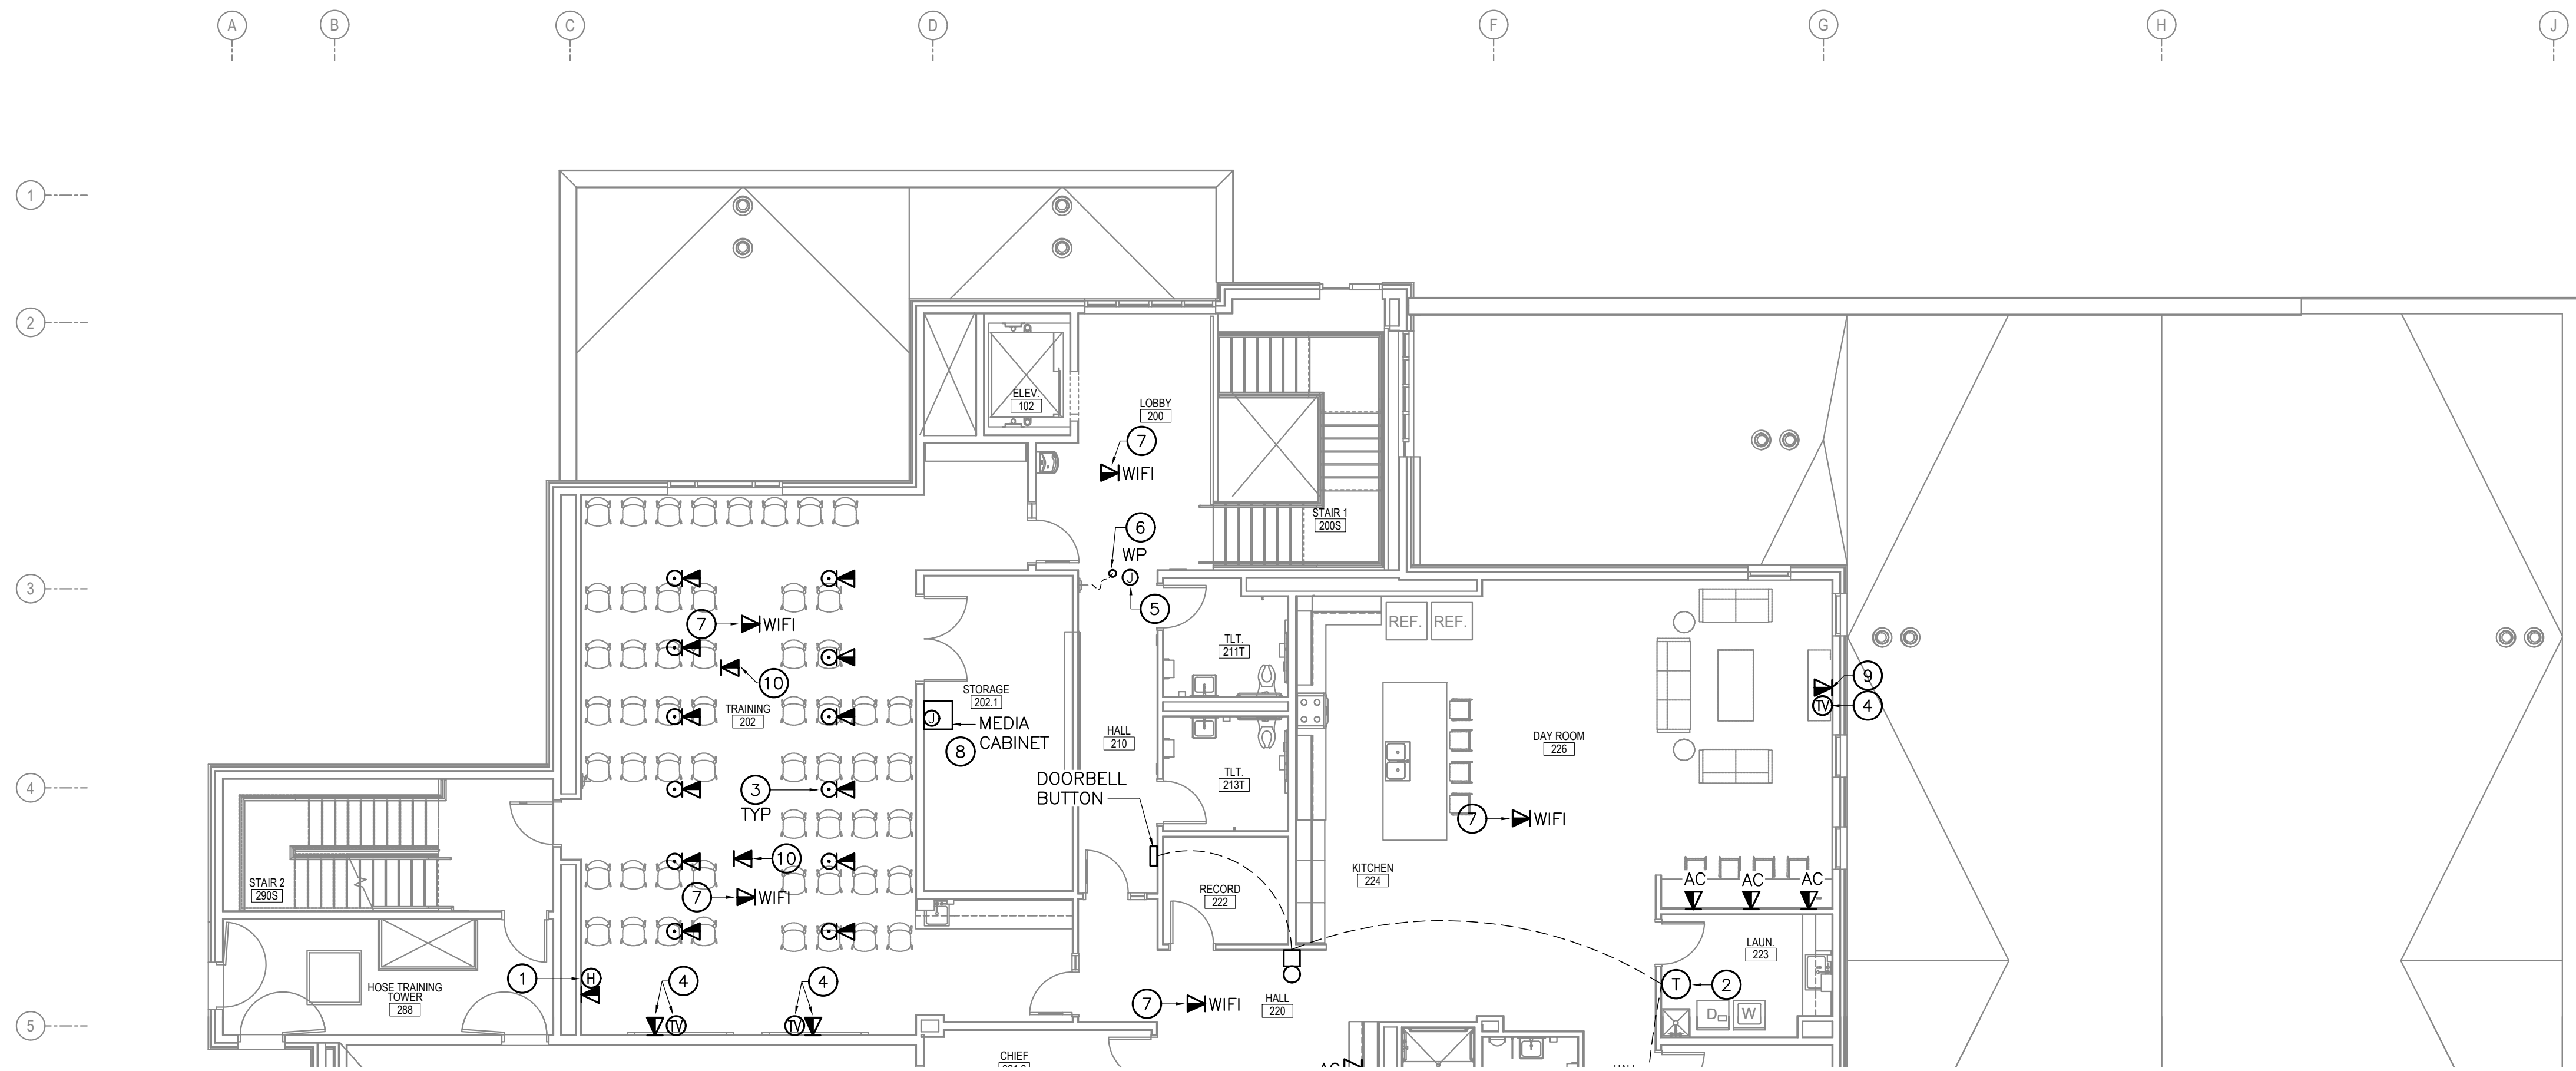 A B C D F G H J
1
2
ELEV.
102
LOBBY
200
7
WIFI
STAIR 1
200S
6
WP
J
5
3
7 WIFI
REF. REF.
TLT.
211T
10
STORAGE
202.1
9
TRAINING
202
J
MEDIA
CABINET
8
TV 4
HALL
210
DAY ROOM
226
TLT.
213T
DOORBELL
BUTTON
4
3
TYP
7 WIFI
10
KITCHEN
224
STAIR 2
290S
7 WIFI
RECORD
222
AC AC AC
LAUN.
223
1 H
4 4
HOSE TRAINING
TOWER
288
T 2
7 WIFI
HALL
220
D W
5
TV TV
CHIEF
AC